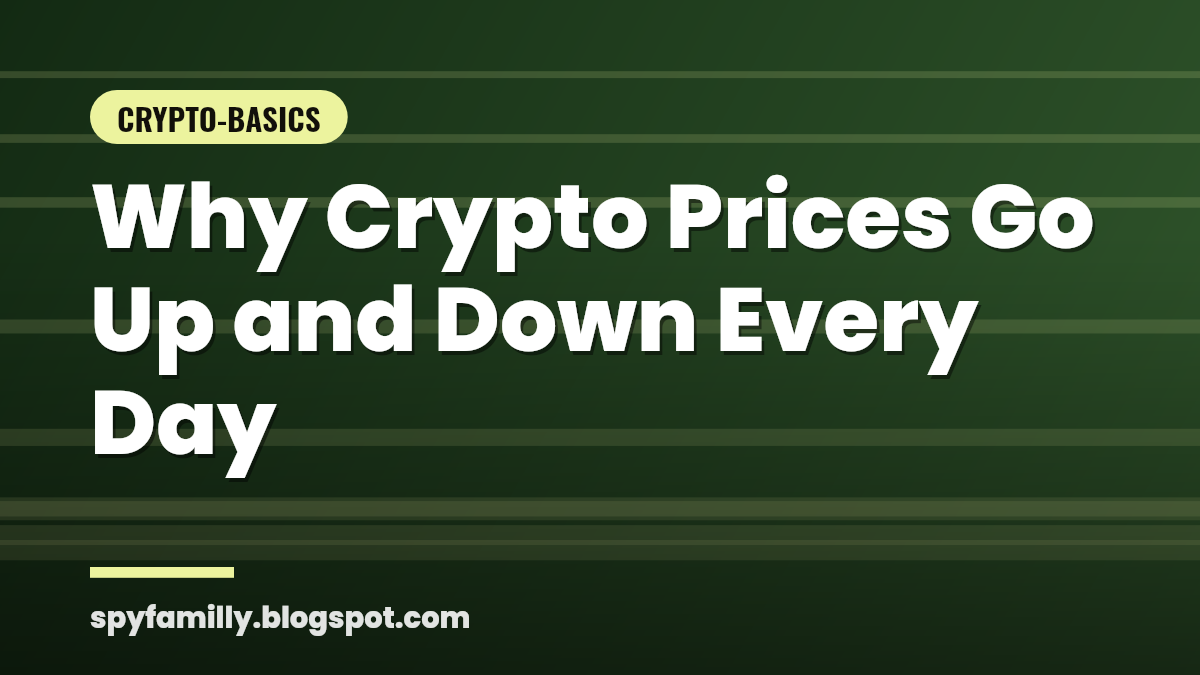 CRYPTO-BASICS
Why Crypto Prices Go
Up and Down Every
Day
spyfamilly.blogspot.com